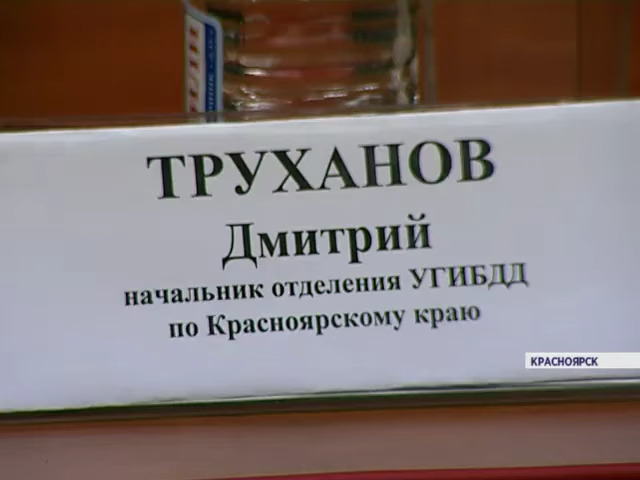 ТРУХАНОВ
Дмитрий
начальник отделения УГИБДД
по Красноярскому краю
КРАСНОЯРСК